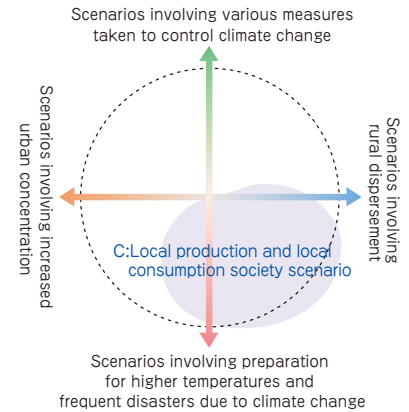 Scenarios involving various measures
taken to control climate change
Scenarios involving increased
urban concentration
Scenarios involving
rural dispersement
C:Local production and local
consumption society scenario
Scenarios involving preparation
for higher temperatures and
frequent disasters due to climate change